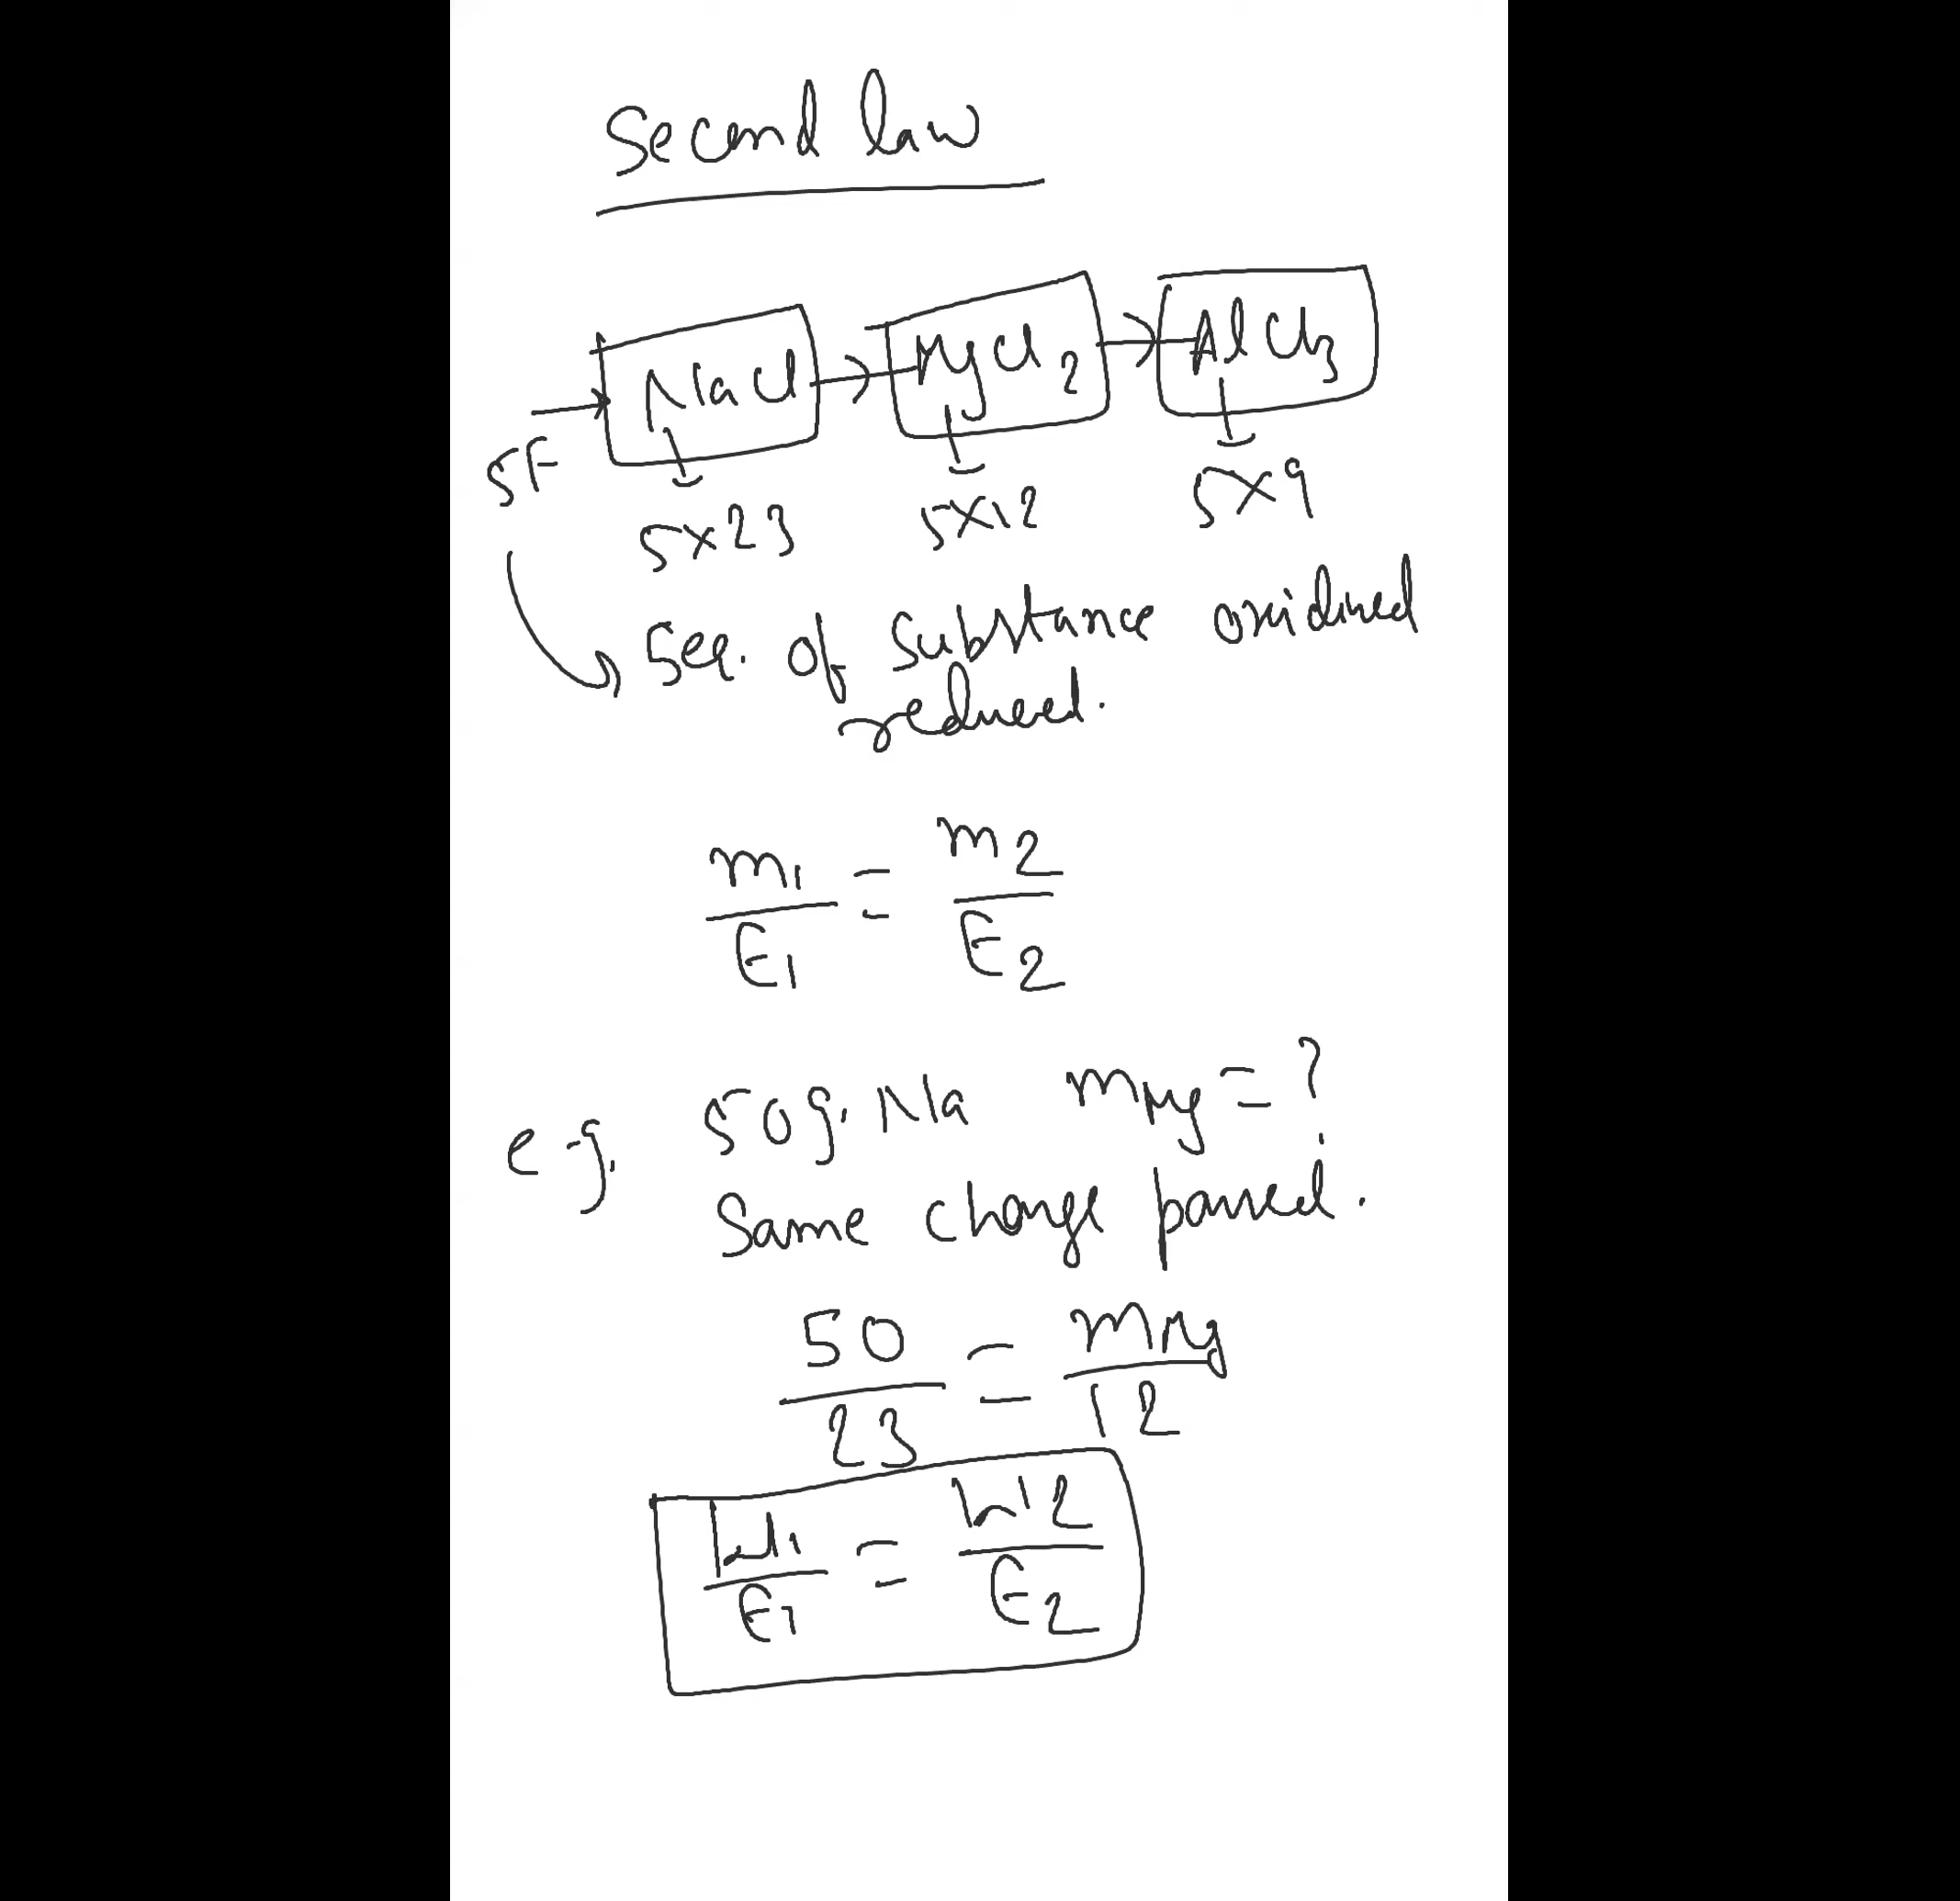 Second law
NaCl MgCl2 AlCl3
5F
5×23 5×12 5×9
5eq. of substance oxidised
reduced.
m1 = m2
E1 E2
e.g. 50g. Na mMg = ?
Same charge passed.
50 = mMg
23 12
W1 = W2
E1 E2